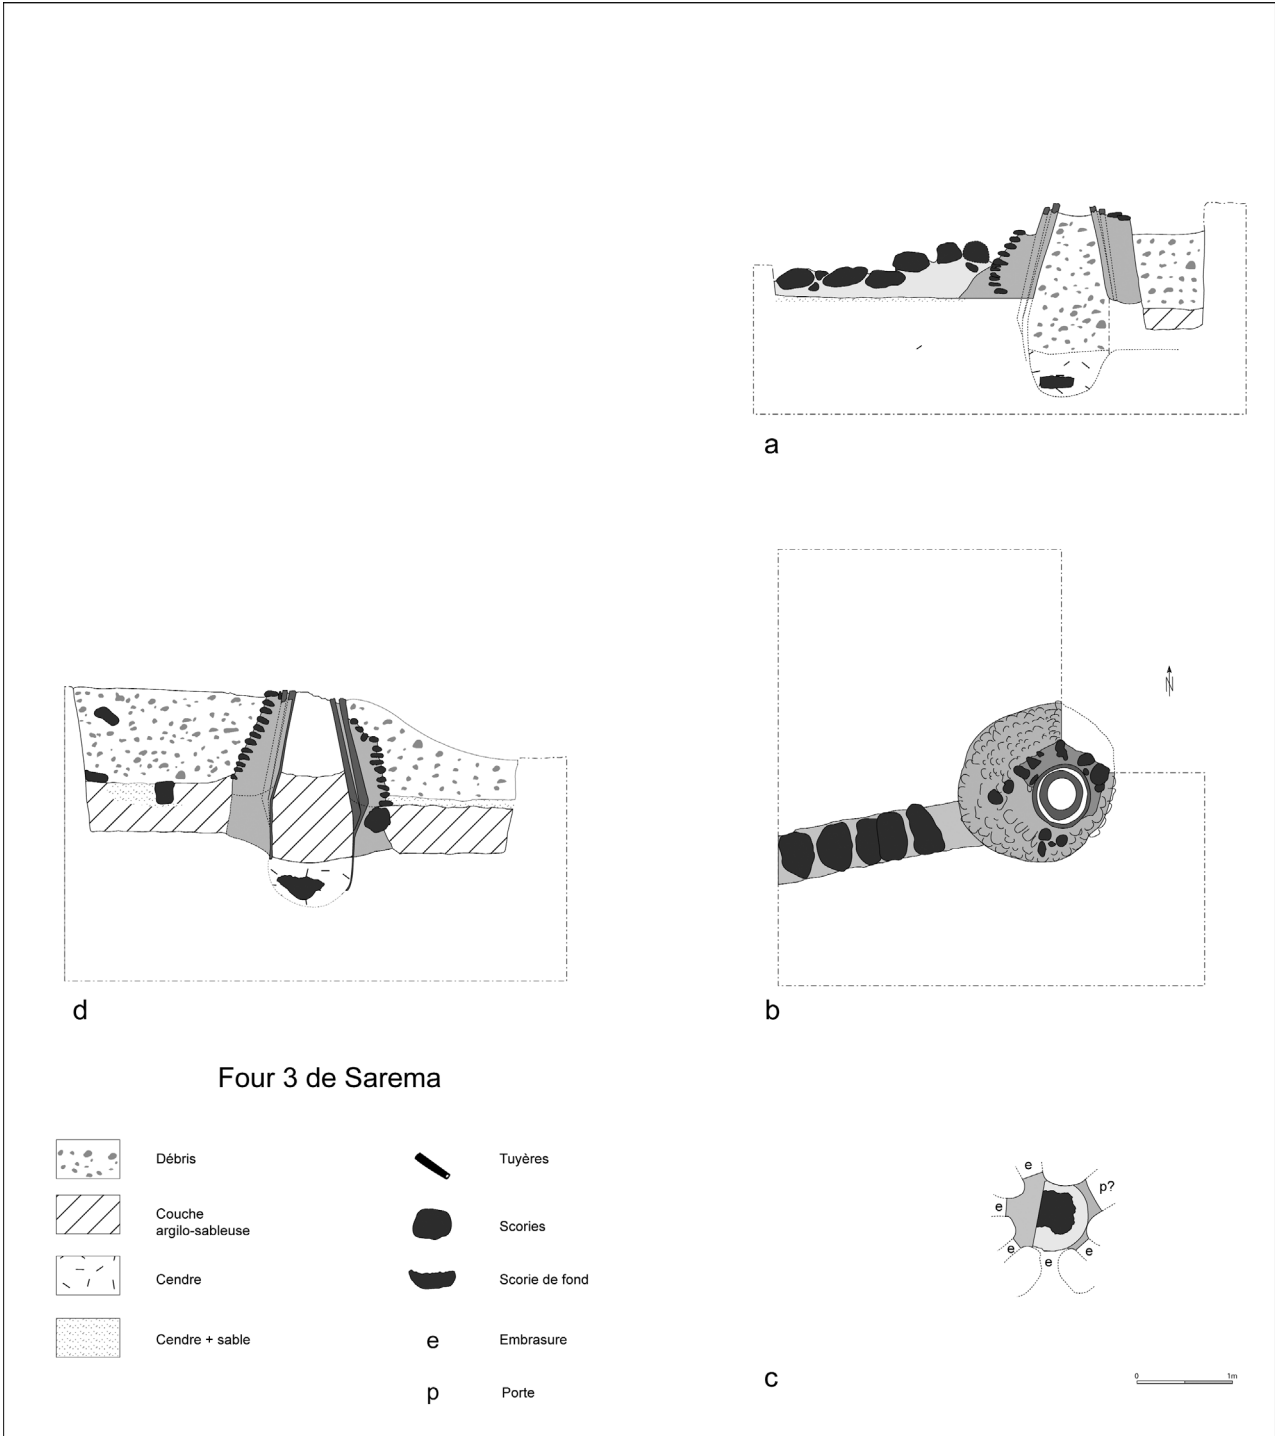 a
N
d
b
Four 3 de Sarema
Débris
Couche
argilo-sableuse
Cendre
Cendre + sable
Tuyères
Scories
Scorie de fond
e Embrasure
p Porte
e
p?
e
e
e
e
c
0 1m